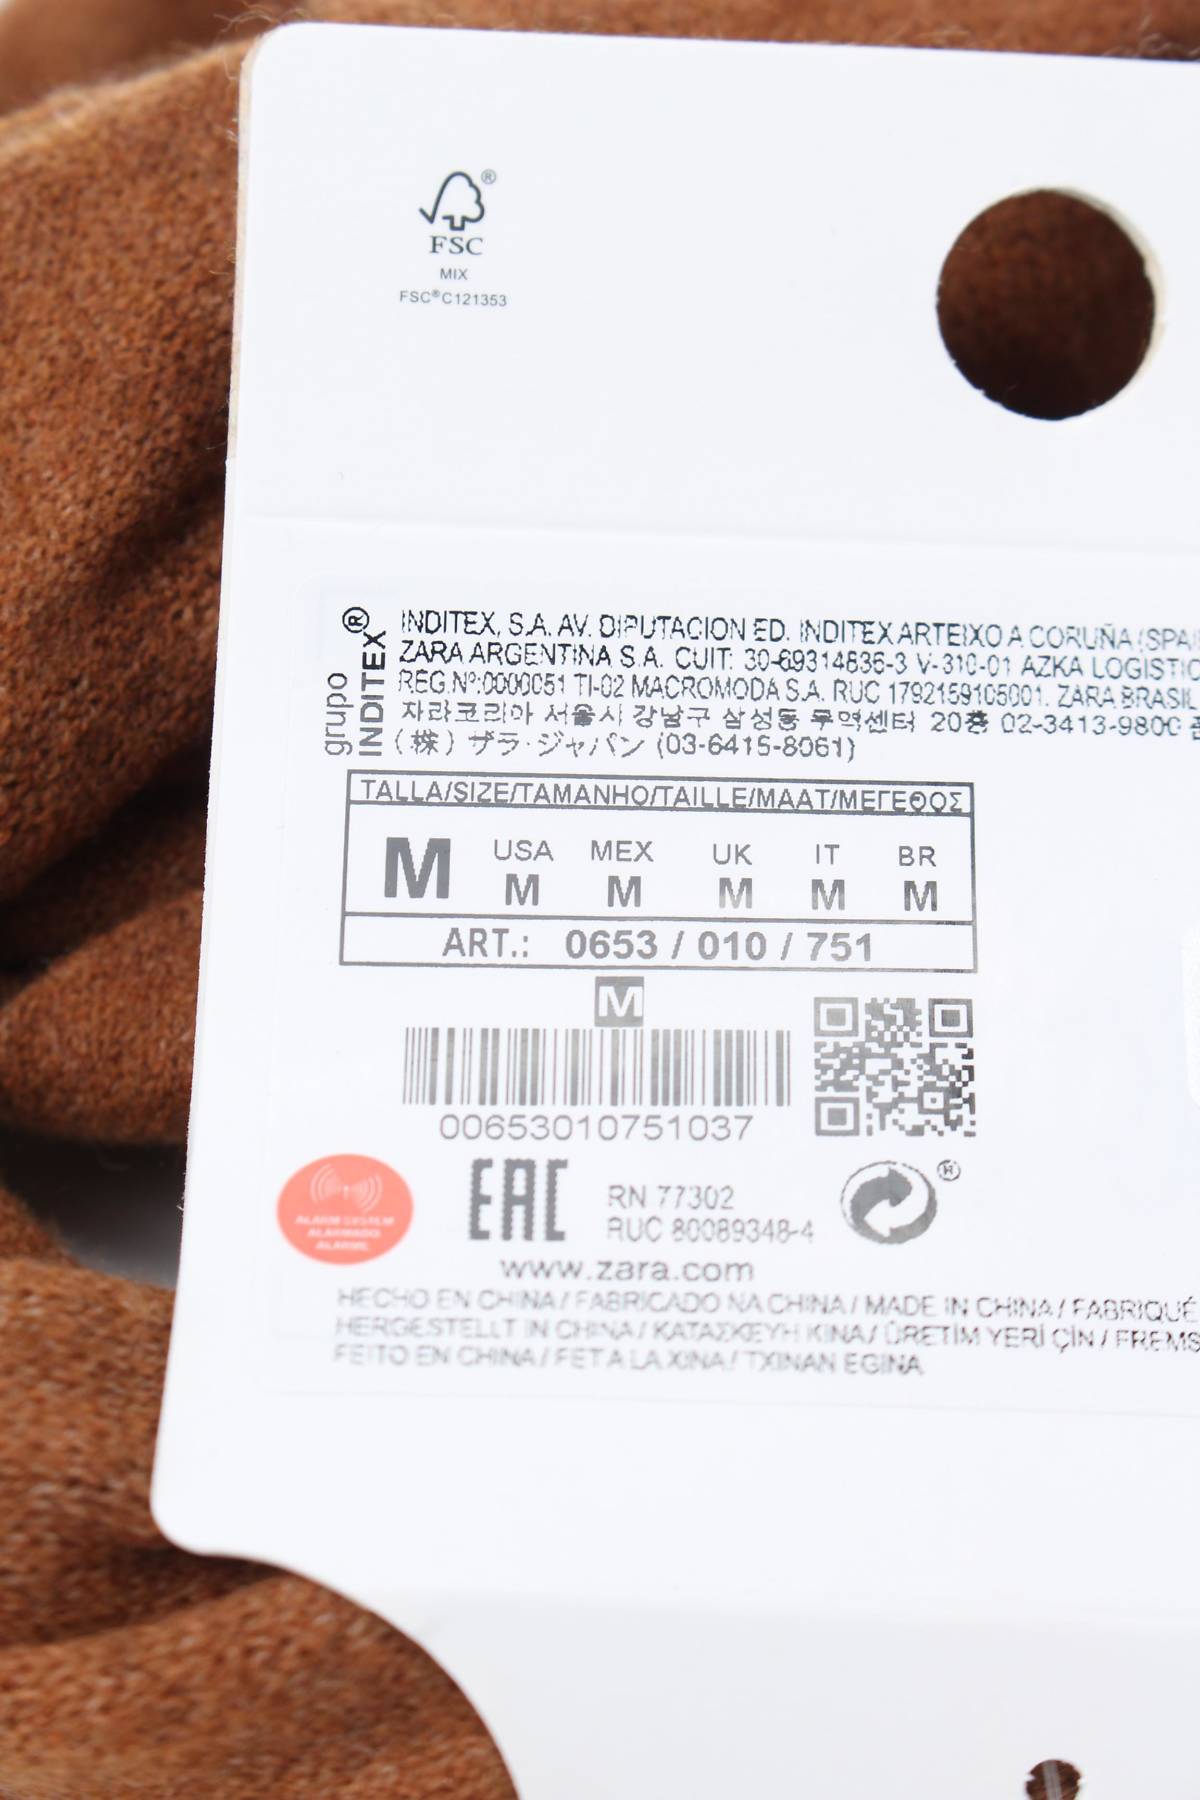 FSC
MIX
FSC®C121353
grupo
INDITEX®
INDITEX, S.A. AV. DIPUTACION ED. INDITEX ARTEIXO A CORUÑA (SPAI
ZARA ARGENTINA S.A. CUIT: 30-69314836-3 V-310-01 AZKA LOGISTIC
REG.Nº:0000051 TI-02 MACROMODA S.A. RUC 1792159105001. ZARA BRASIL
자라코리아 서울시 강남구 삼성동 무역센터 20층 02-3413-9800
(株) ザラ・ジャパン (03-6415-8061)
TALLA/SIZE/TAMANHO/TAILLE/MAAT/ΜΕΓΕΘΟΣ
M USA MEX UK IT BR
M M M M M
ART.: 0653 / 010 / 751
M
00653010751037
ALARM SYSTEM
ALARMADO
ALARME
EAC
RN 77302
RUC 80089348-4
www.zara.com
HECHO EN CHINA / FABRICADO NA CHINA / MADE IN CHINA / FABRIQUÉ
HERGESTELLT IN CHINA / ΚΑΤΑΣΚΕΥΗ ΚΙΝΑ / ÜRETİM YERİ ÇİN / FREMS
FEITO EN CHINA / FET A LA XINA / TXINAN EGINA